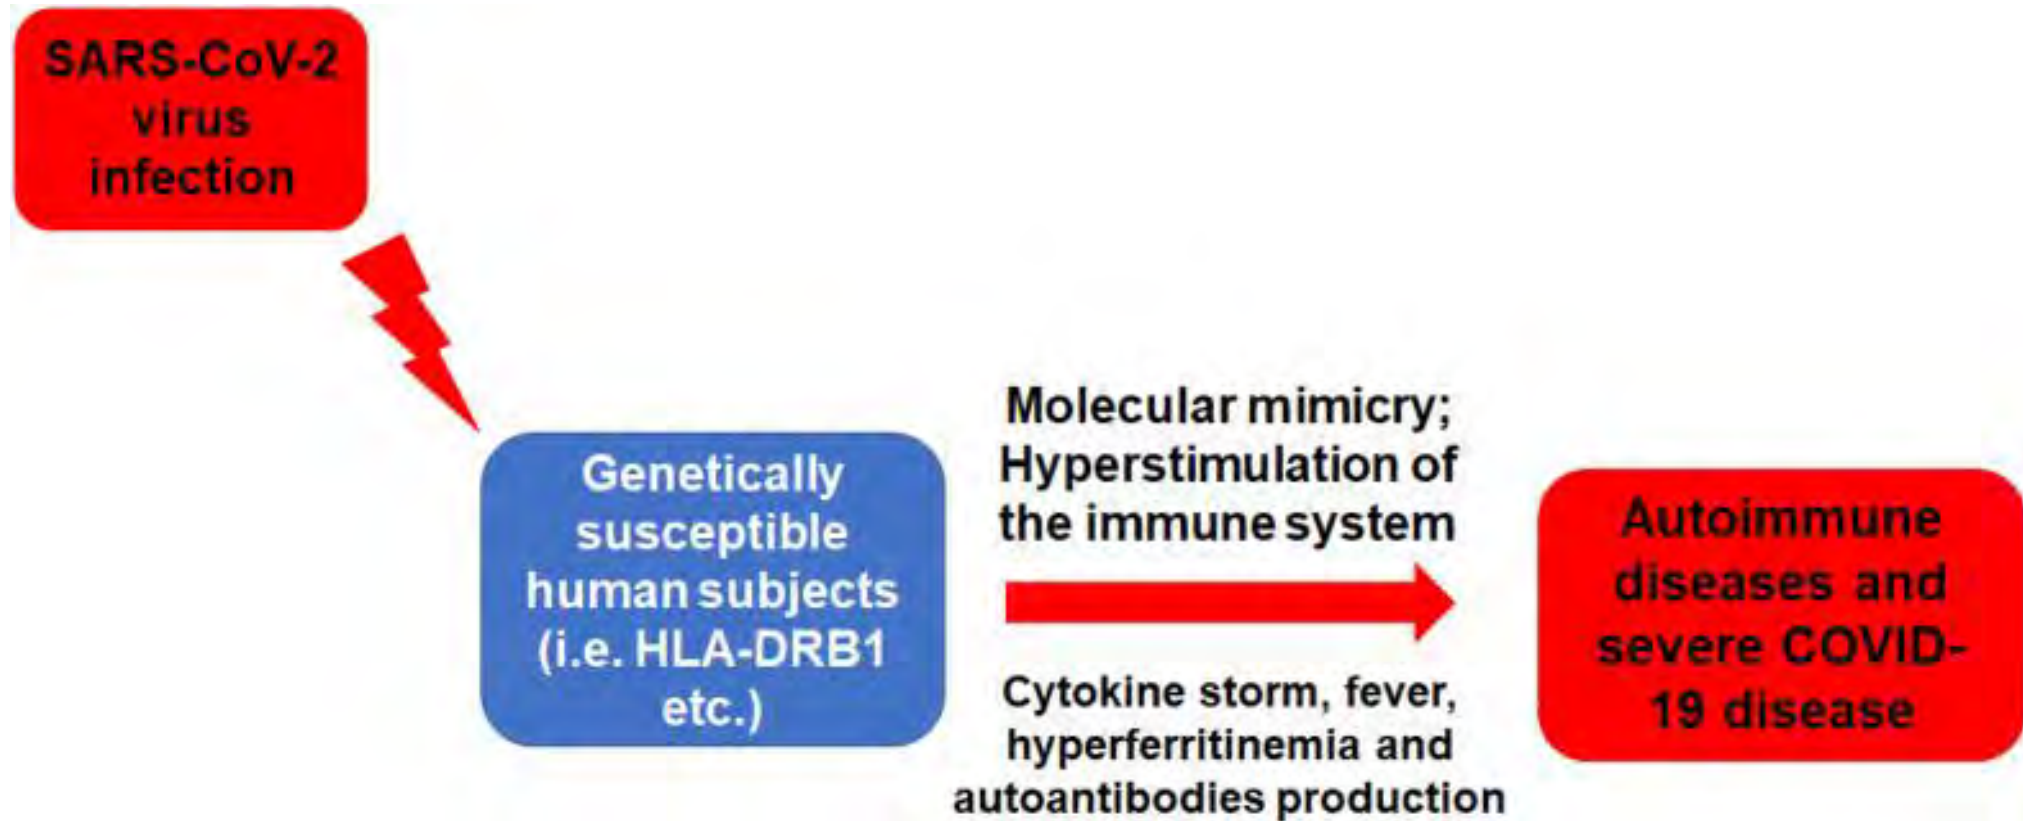 SARS-CoV-2
virus
infection
Genetically
susceptible
human subjects
(i.e. HLA-DRB1
etc.)
Molecular mimicry;
Hyperstimulation of
the immune system
Cytokine storm, fever,
hyperferritinemia and
autoantibodies production
Autoimmune
diseases and
severe COVID-
19 disease